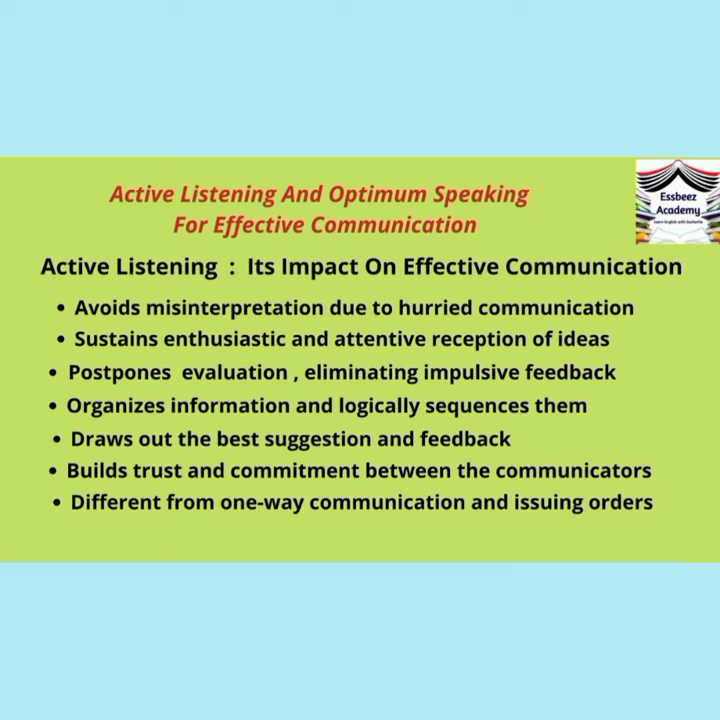 Active Listening And Optimum Speaking
For Effective Communication
Essbeez
Academy
Active Listening : Its Impact On Effective Communication
• Avoids misinterpretation due to hurried communication
• Sustains enthusiastic and attentive reception of ideas
• Postpones evaluation , eliminating impulsive feedback
• Organizes information and logically sequences them
• Draws out the best suggestion and feedback
• Builds trust and commitment between the communicators
• Different from one-way communication and issuing orders